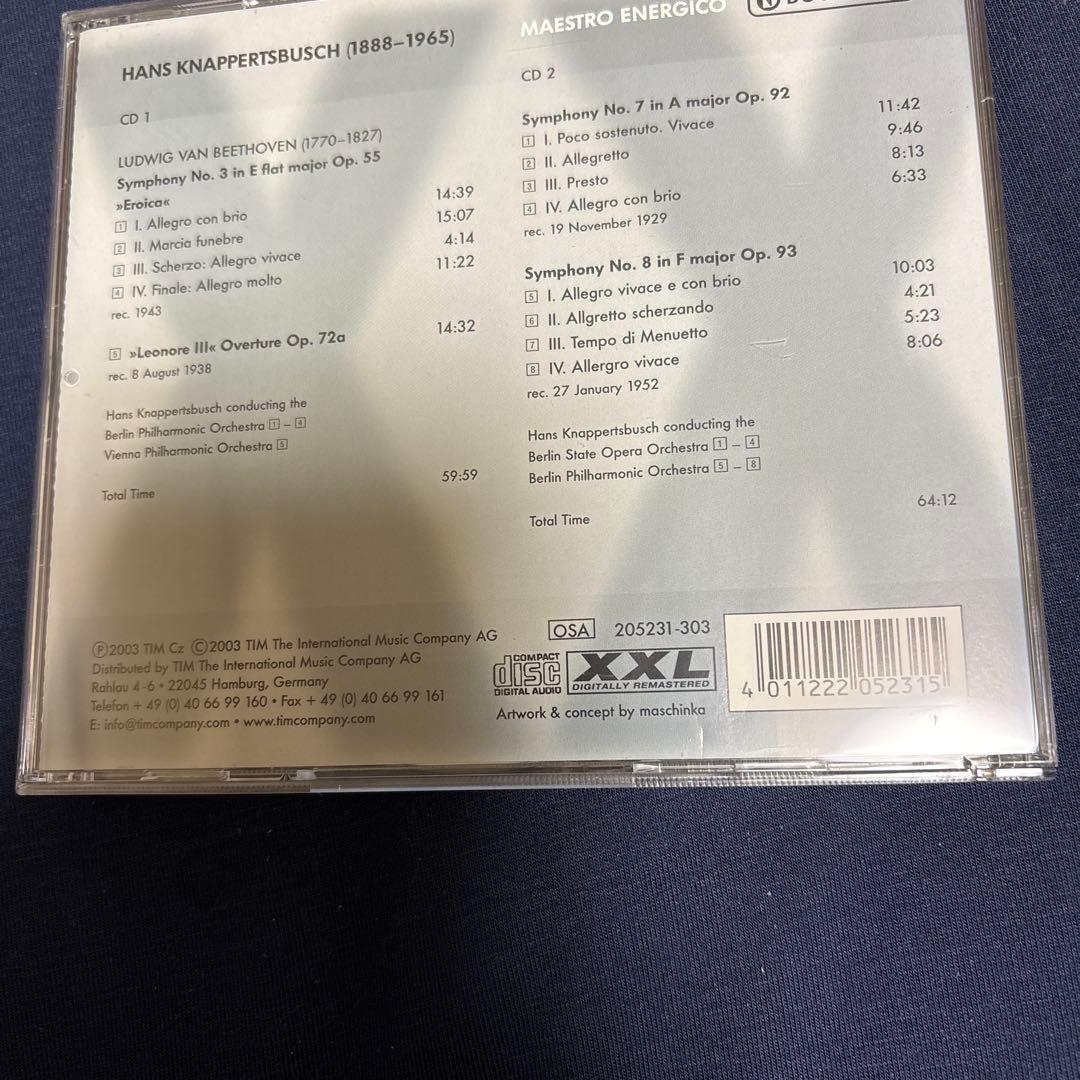 HANS KNAPPERTSBUSCH (1888–1965)
CD 1
LUDWIG VAN BEETHOVEN (1770–1827)
Symphony No. 3 in E flat major Op. 55
»Eroica«
1 I. Allegro con brio 14:39
2 II. Marcia funebre 15:07
3 III. Scherzo: Allegro vivace 4:14
4 IV. Finale: Allegro molto 11:22
rec. 1943
5 »Leonore III« Overture Op. 72a 14:32
rec. 8 August 1938
Hans Knappertsbusch conducting the
Berlin Philharmonic Orchestra 1 – 4
Vienna Philharmonic Orchestra 5
Total Time 59:59
MAESTRO ENERGICO
CD 2
Symphony No. 7 in A major Op. 92
1 I. Poco sostenuto. Vivace 11:42
2 II. Allegretto 9:46
3 III. Presto 8:13
4 IV. Allegro con brio 6:33
rec. 19 November 1929
Symphony No. 8 in F major Op. 93
5 I. Allegro vivace e con brio 10:03
6 II. Allgretto scherzando 4:21
7 III. Tempo di Menuetto 5:23
8 IV. Allergro vivace 8:06
rec. 27 January 1952
Hans Knappertsbusch conducting the
Berlin State Opera Orchestra 1 – 4
Berlin Philharmonic Orchestra 5 – 8
Total Time 64:12
Ⓟ2003 TIM Cz ©2003 TIM The International Music Company AG
Distributed by TIM The International Music Company AG
Rahlau 4-6 • 22045 Hamburg, Germany
Telefon + 49 (0) 40 66 99 160 • Fax + 49 (0) 40 66 99 161
E: info@timcompany.com • www.timcompany.com
OSA 205231-303
COMPACT
disc
DIGITAL AUDIO
XXL
DIGITALLY REMASTERED
Artwork & concept by maschinka
4 011222 052315